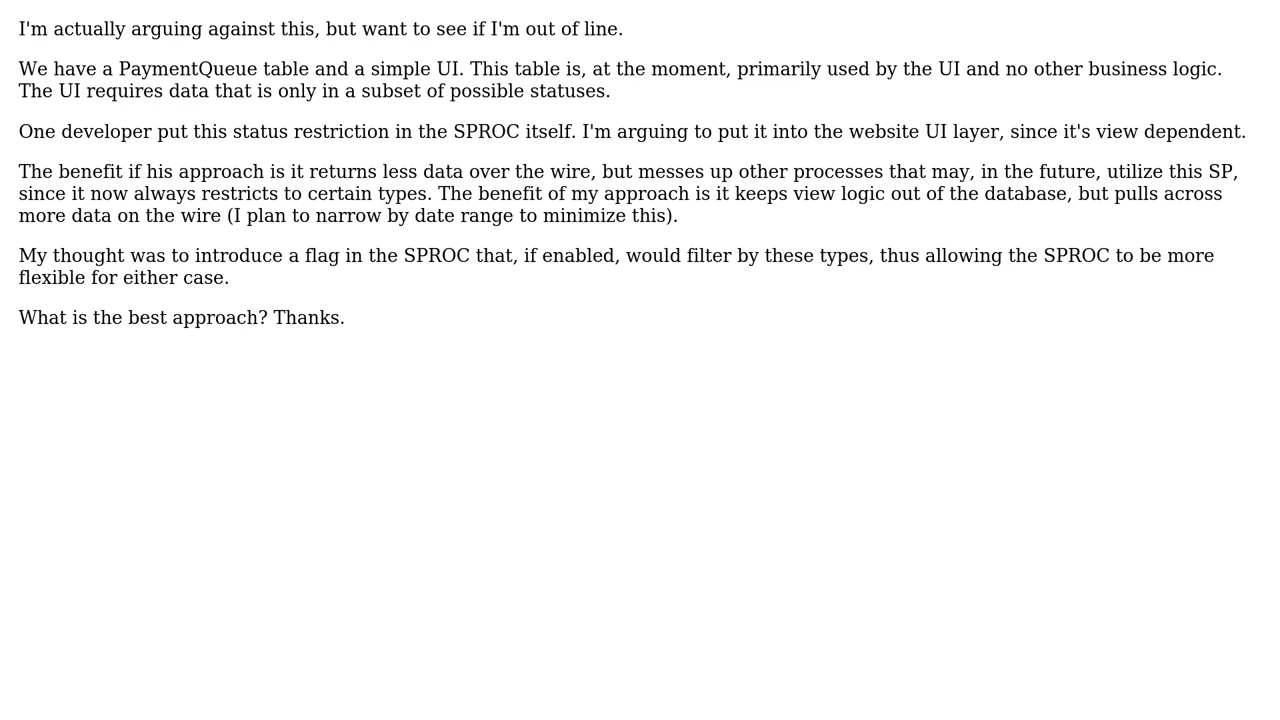 I'm actually arguing against this, but want to see if I'm out of line.
We have a PaymentQueue table and a simple UI. This table is, at the moment, primarily used by the UI and no other business logic.
The UI requires data that is only in a subset of possible statuses.
One developer put this status restriction in the SPROC itself. I'm arguing to put it into the website UI layer, since it's view dependent.
The benefit if his approach is it returns less data over the wire, but messes up other processes that may, in the future, utilize this SP,
since it now always restricts to certain types. The benefit of my approach is it keeps view logic out of the database, but pulls across
more data on the wire (I plan to narrow by date range to minimize this).
My thought was to introduce a flag in the SPROC that, if enabled, would filter by these types, thus allowing the SPROC to be more
flexible for either case.
What is the best approach? Thanks.